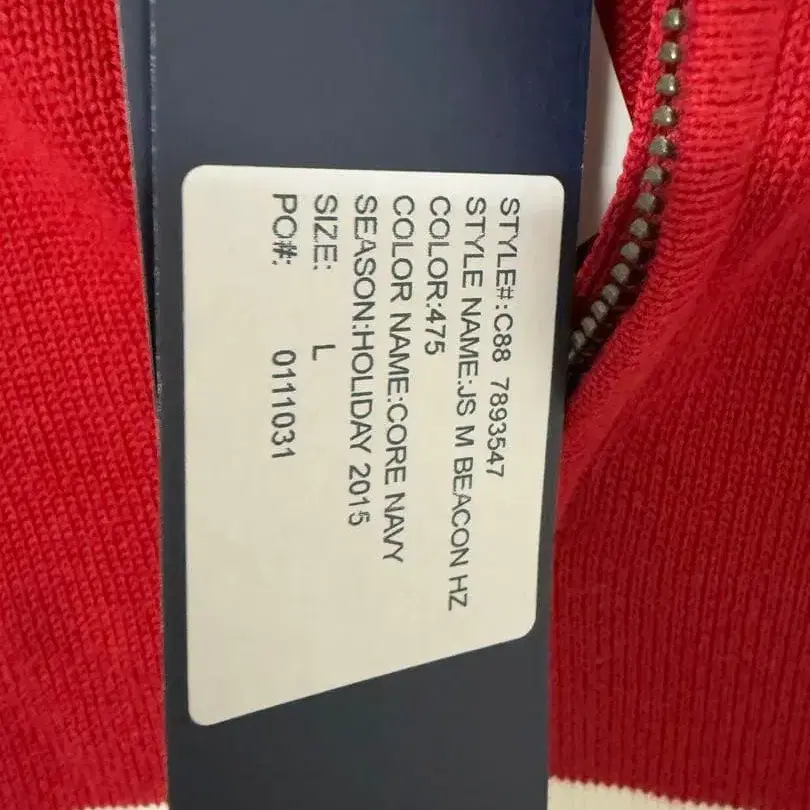 STYLE#:C88 7893547
STYLE NAME:JS M BEACON HZ
COLOR:475
COLOR NAME:CORE NAVY
SEASON:HOLIDAY 2015
SIZE: L
PO#: 0111031